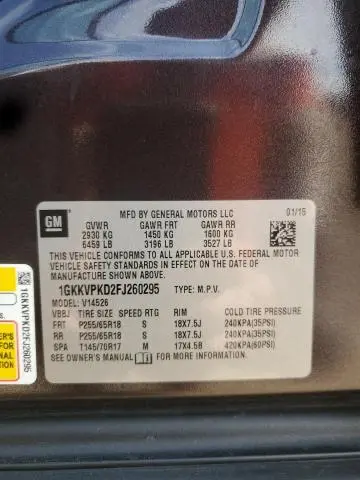 GM
MFD BY GENERAL MOTORS LLC 01/15
GVWR GAWR FRT GAWR RR
2930 KG 1450 KG 1600 KG
6459 LB 3196 LB 3527 LB
THIS VEHICLE CONFORMS TO ALL APPLICABLE U.S. FEDERAL MOTOR
VEHICLE SAFETY AND THEFT PREVENTION STANDARDS IN EFFECT ON THE DATE OF
MANUFACTURE SHOWN ABOVE.
1GKKVPKD2FJ260295 TYPE: M.P.V.
MODEL: V14526
VBBJ TIRE SIZE SPEED RTG RIM COLD TIRE PRESSURE
FRT P255/65R18 S 18X7.5J 240KPA(35PSI)
RR P255/65R18 S 18X7.5J 240KPA(35PSI)
SPA T145/70R17 M 17X4.5B 420KPA(60PSI)
SEE OWNER'S MANUAL FOR MORE INFORMATION.
1GKKVPKD2FJ260295